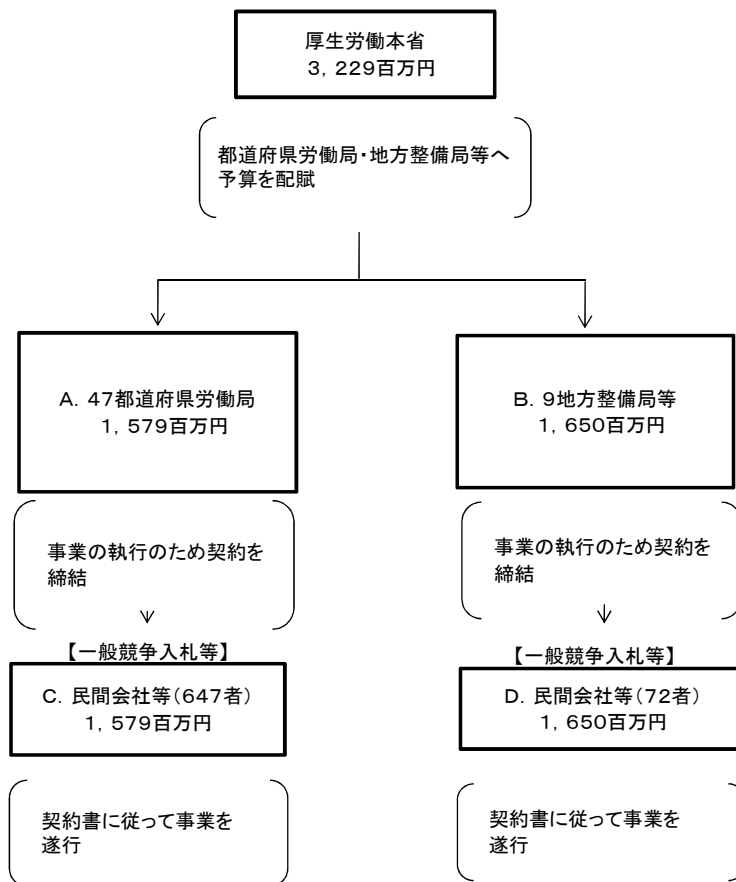 厚生労働本省
3，229百万円
都道府県労働局・地方整備局等へ
予算を配賦
A．47都道府県労働局
1，579百万円
B．9地方整備局等
1，650百万円
事業の執行のため契約を
締結
事業の執行のため契約を
締結
【一般競争入札等】
【一般競争入札等】
C．民間会社等（647者）
1，579百万円
D．民間会社等（72者）
1，650百万円
契約書に従って事業を
遂行
契約書に従って事業を
遂行